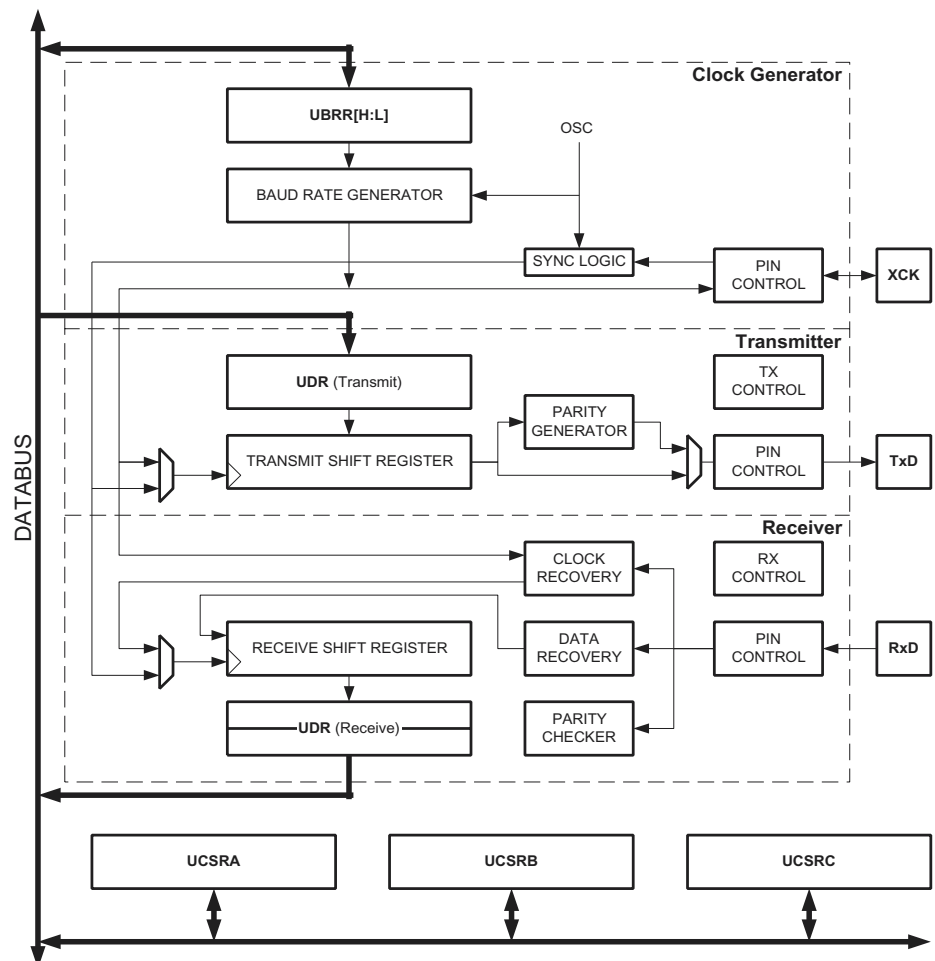 Clock Generator
UBRR[H:L]
OSC
BAUD RATE GENERATOR
SYNC LOGIC
PIN
CONTROL
XCK
Transmitter
UDR (Transmit)
TX
CONTROL
PARITY
GENERATOR
TRANSMIT SHIFT REGISTER
PIN
CONTROL
TxD
DATABUS
Receiver
CLOCK
RECOVERY
RX
CONTROL
RECEIVE SHIFT REGISTER
DATA
RECOVERY
PIN
CONTROL
RxD
UDR (Receive)
PARITY
CHECKER
UCSRA
UCSRB
UCSRC